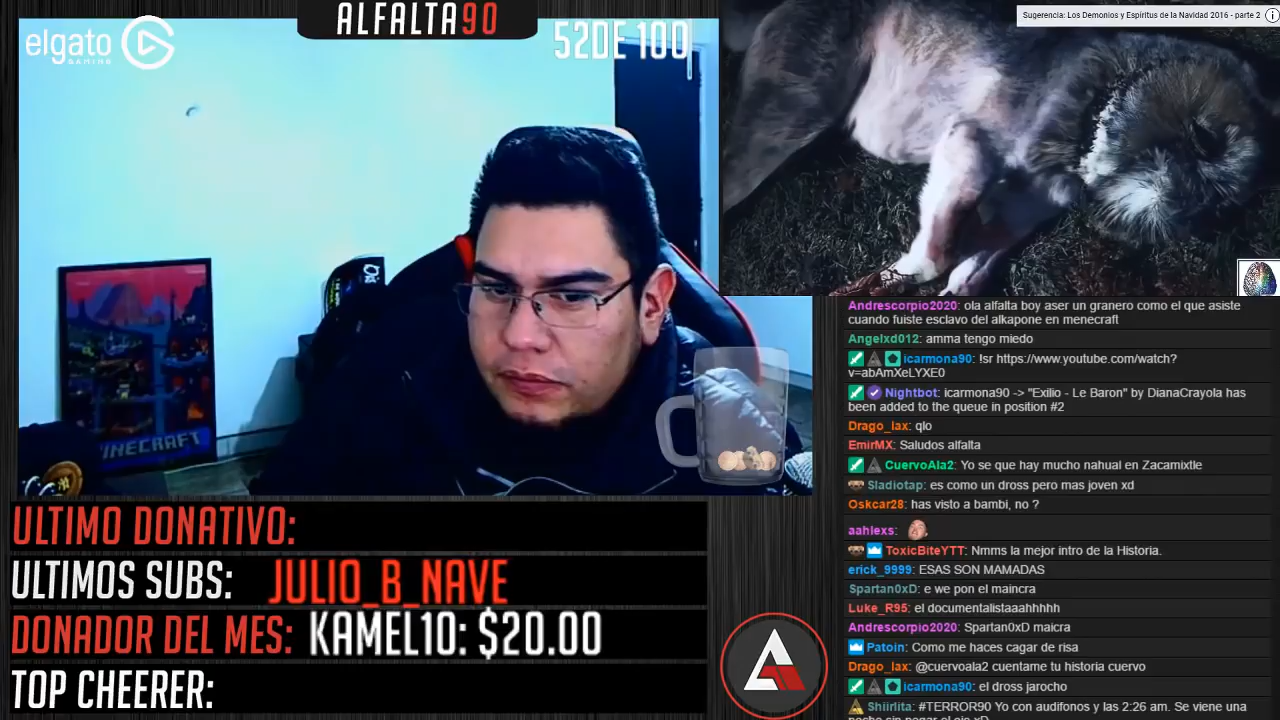 ALFALTA90
elgato
GAMING
52DE 100
Sugerencia: Los Demonios y Espíritus de la Navidad 2016 - parte 2
MINECRAFT
Andrescorpio2020: ola alfalta boy aser un granero como el que asiste
cuando fuiste esclavo del alkapone en menecraft
Angelxd012: amma tengo miedo
icarmona90: !sr https://www.youtube.com/watch?
v=abAmXeLYXE0
Nightbot: icarmona90 -> "Exilio - Le Baron" by DianaCrayola has
been added to the queue in position #2
Drago_lax: qlo
EmirMX: Saludos alfalta
CuervoAla2: Yo se que hay mucho nahual en Zacamixtle
Sladiotap: es como un dross pero mas joven xd
Oskcar28: has visto a bambi, no ?
aahlexs:
ToxicBiteYTT: Nmms la mejor intro de la Historia.
erick_9999: ESAS SON MAMADAS
Spartan0xD: e we pon el maincra
Luke_R95: el documentalistaaahhhhh
Andrescorpio2020: Spartan0xD maicra
Patoin: Como me haces cagar de risa
Drago_lax: @cuervoala2 cuentame tu historia cuervo
icarmona90: el dross jarocho
Shiirlita: #TERROR90 Yo con audifonos y las 2:26 am. Se viene una
noche sin pegar el ojo xD
ULTIMO DONATIVO:
ULTIMOS SUBS: JULIO_B_NAVE
DONADOR DEL MES: KAMEL10: $20.00
TOP CHEERER: